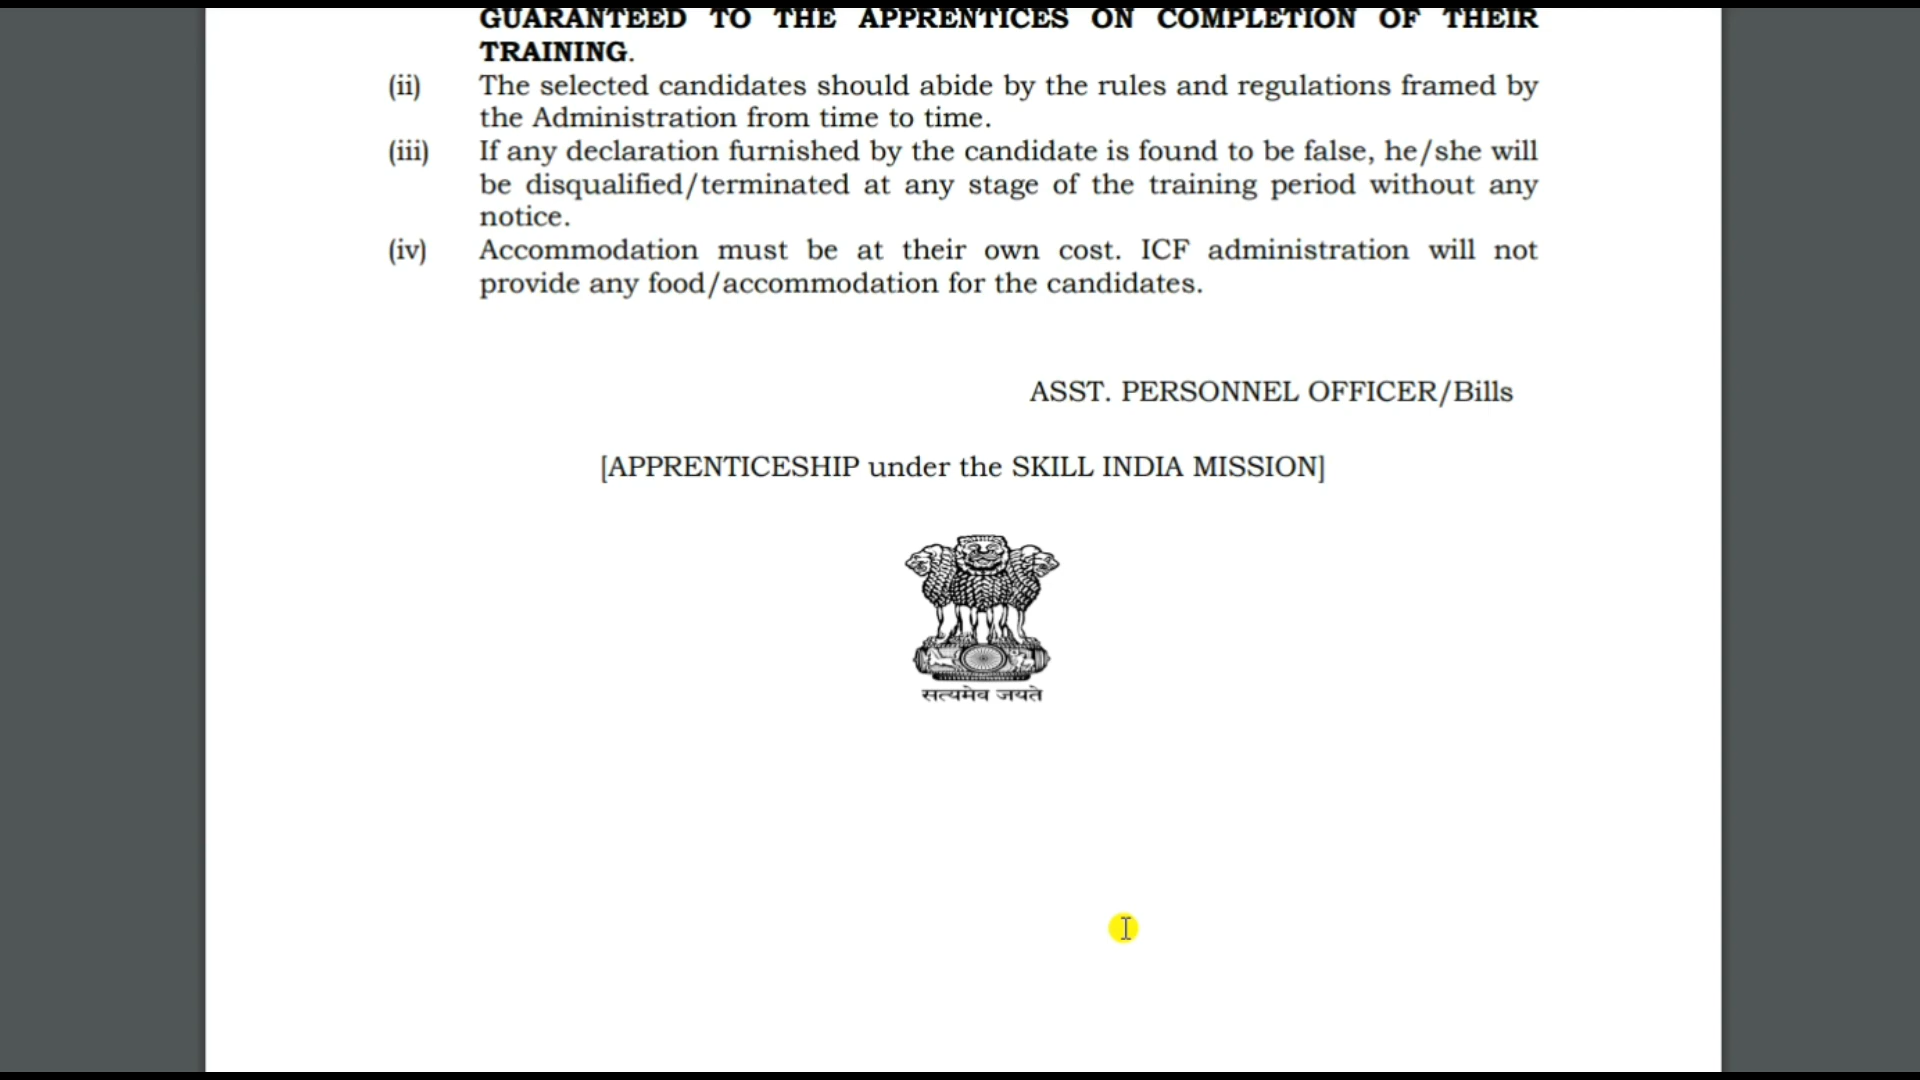 GUARANTEED TO THE APPRENTICES ON COMPLETION OF THEIR
TRAINING.
(ii) The selected candidates should abide by the rules and regulations framed by
the Administration from time to time.
(iii) If any declaration furnished by the candidate is found to be false, he/she will
be disqualified/terminated at any stage of the training period without any
notice.
(iv) Accommodation must be at their own cost. ICF administration will not
provide any food/accommodation for the candidates.
ASST. PERSONNEL OFFICER/Bills
[APPRENTICESHIP under the SKILL INDIA MISSION]
सत्यमेव जयते